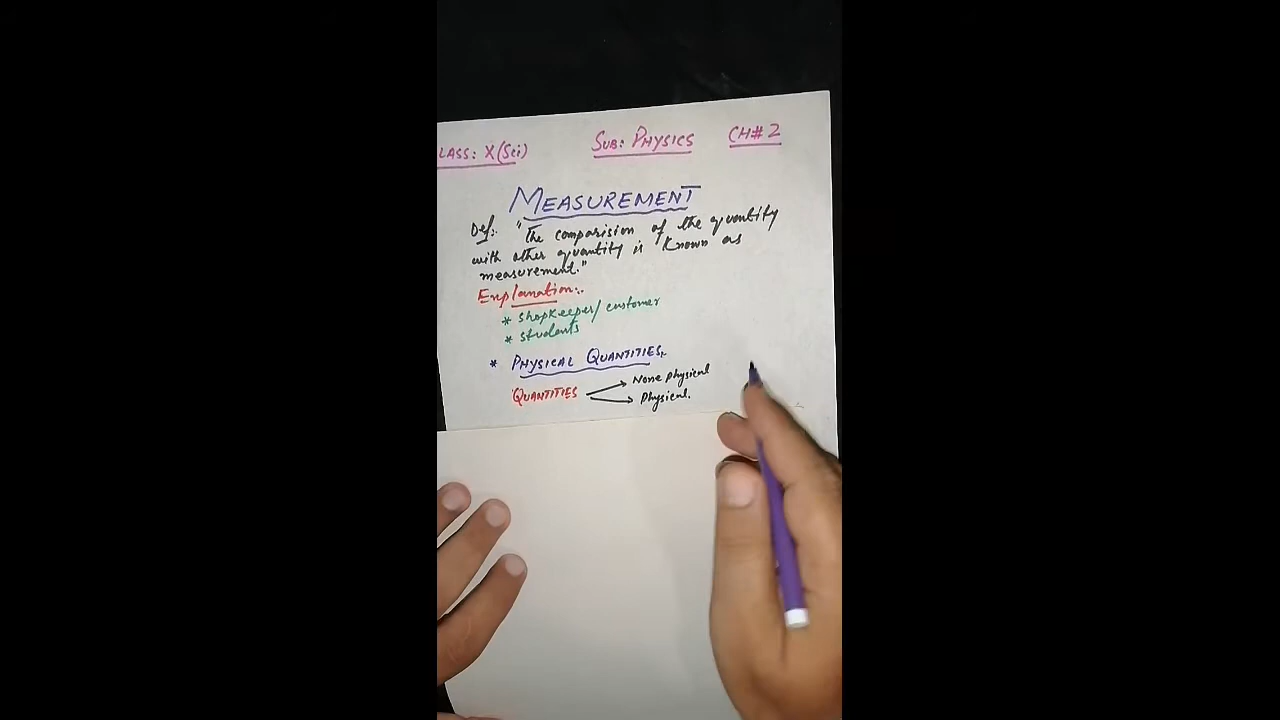 LASS: X(Sci) SUB: PHYSICS CH#2
MEASUREMENT
Def:- "The comparision of the quantity
with other quantity is known as
measurement."
Explanation:-
* Shopkeeper/customer
* students
* PHYSICAL QUANTITIES:-
QUANTITIES
None physical
Physical.